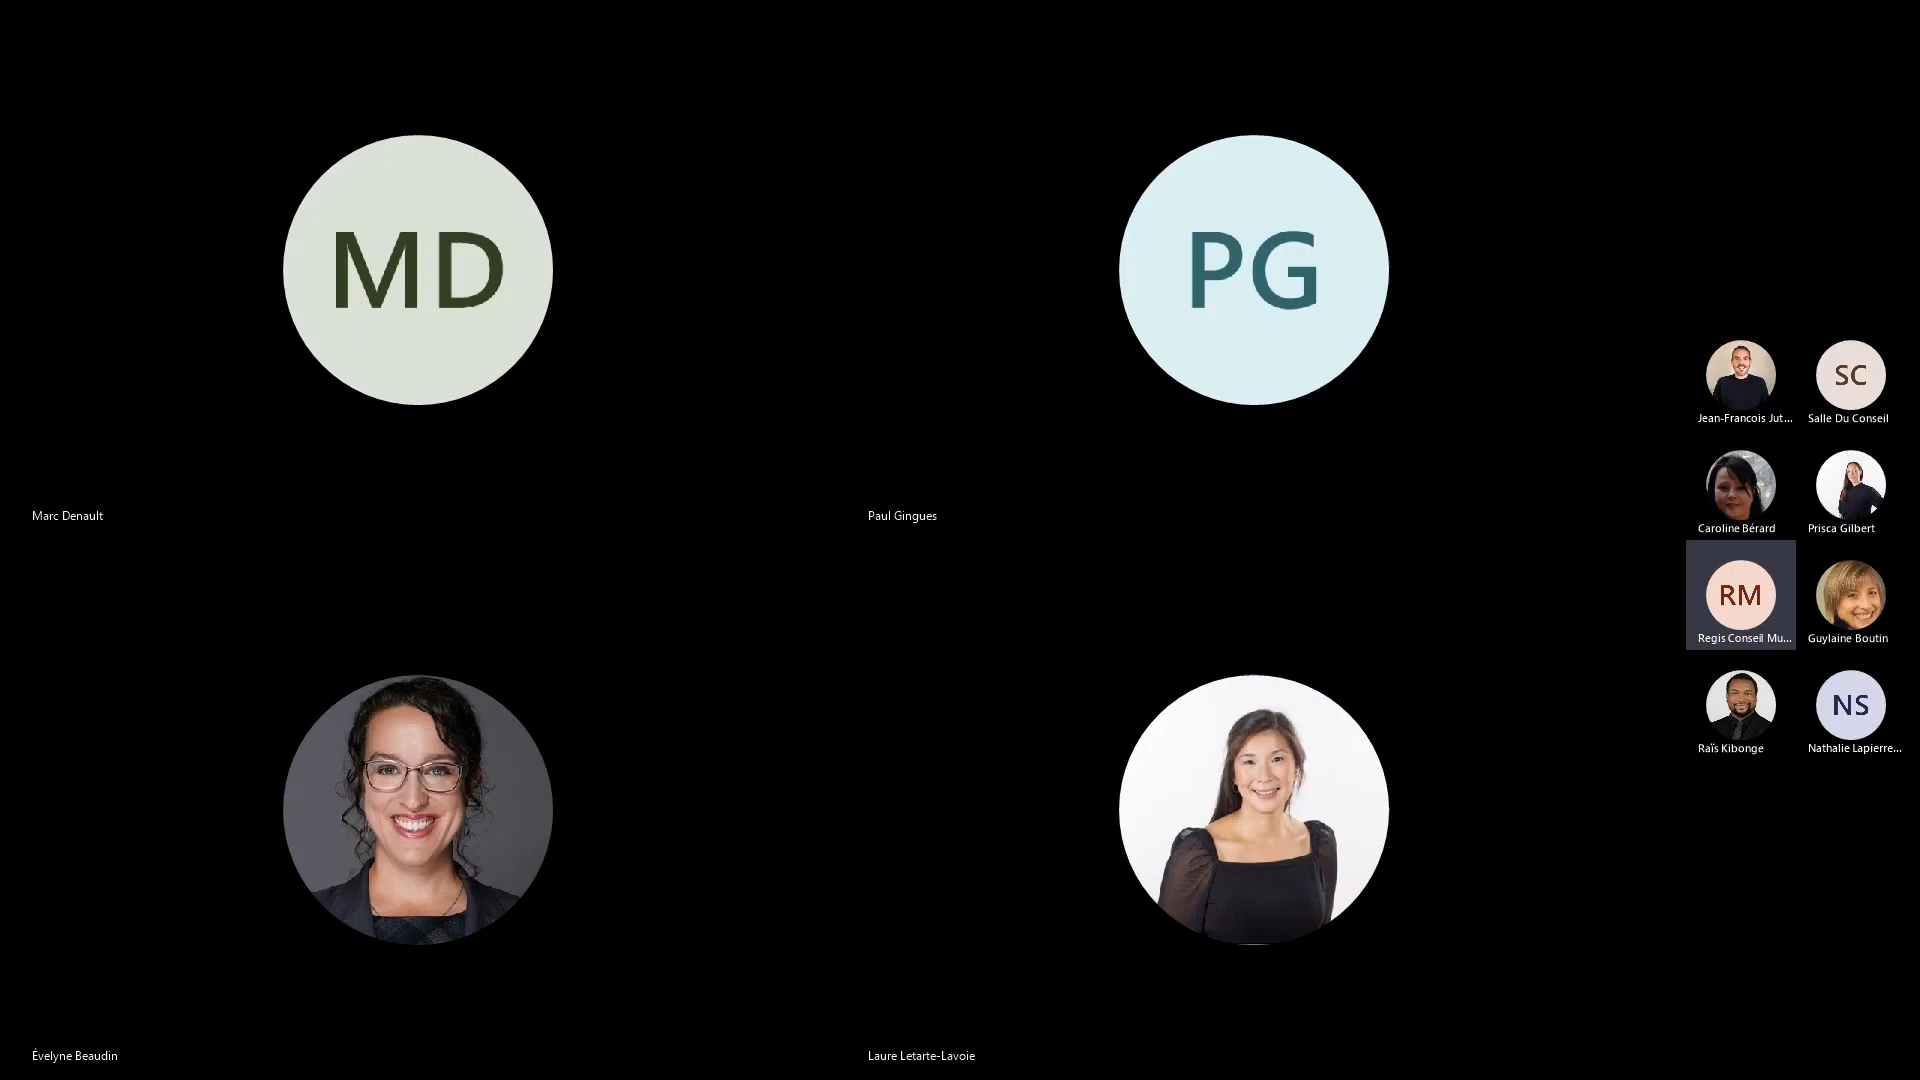 MD
PG
Marc Denault
Paul Gingues
Évelyne Beaudin
Laure Letarte-Lavoie
Jean-Francois Jut...
SC
Salle Du Conseil
Caroline Bérard
Prisca Gilbert
RM
Regis Conseil Mu...
Guylaine Boutin
Raïs Kibonge
NS
Nathalie Lapierre...